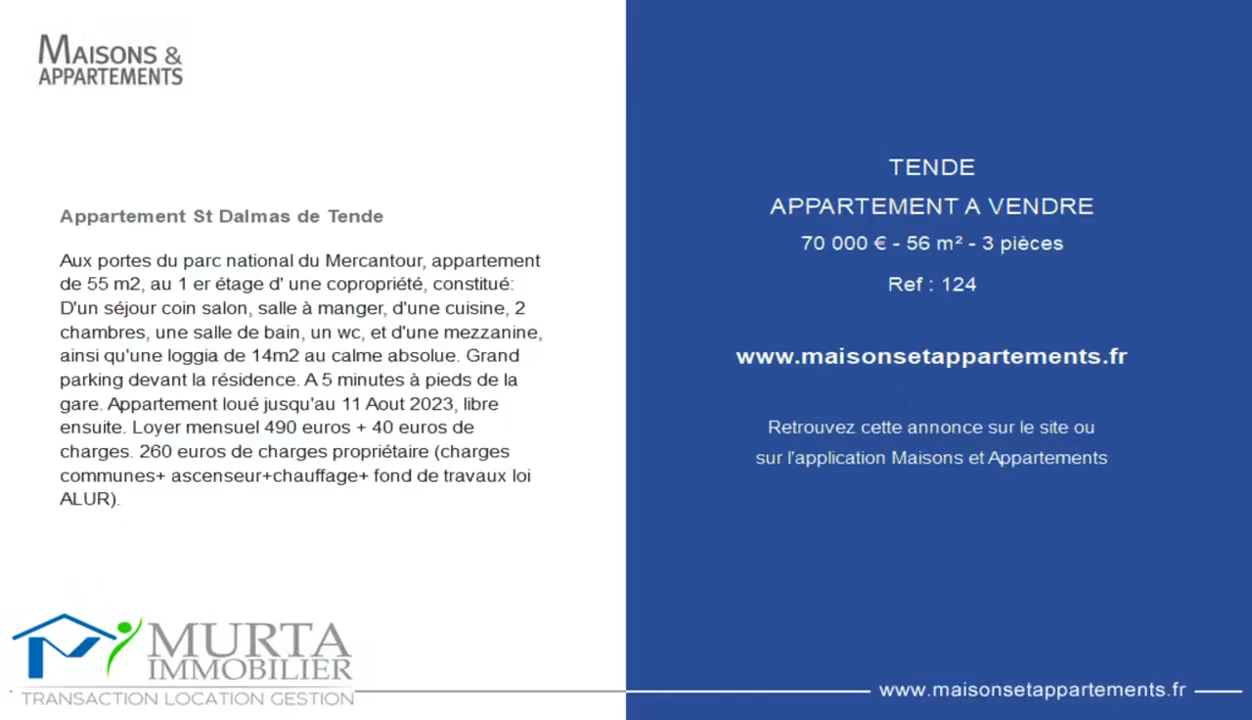 MAISONS &
APPARTEMENTS
Appartement St Dalmas de Tende
Aux portes du parc national du Mercantour, appartement
de 55 m2, au 1 er étage d' une copropriété, constitué:
D'un séjour coin salon, salle à manger, d'une cuisine, 2
chambres, une salle de bain, un wc, et d'une mezzanine,
ainsi qu'une loggia de 14m2 au calme absolue. Grand
parking devant la résidence. A 5 minutes à pieds de la
gare. Appartement loué jusqu'au 11 Aout 2023, libre
ensuite. Loyer mensuel 490 euros + 40 euros de
charges. 260 euros de charges propriétaire (charges
communes+ ascenseur+chauffage+ fond de travaux loi
ALUR).
MURTA
IMMOBILIER
TRANSACTION LOCATION GESTION
TENDE
APPARTEMENT A VENDRE
70 000 € - 56 m² - 3 pièces
Ref : 124
www.maisonsetappartements.fr
Retrouvez cette annonce sur le site ou
sur l'application Maisons et Appartements
www.maisonsetappartements.fr